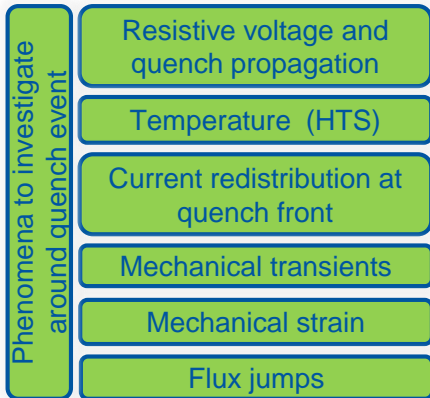 Phenomena to investigate
around quench event
Resistive voltage and
quench propagation
Temperature (HTS)
Current redistribution at
quench front
Mechanical transients
Mechanical strain
Flux jumps